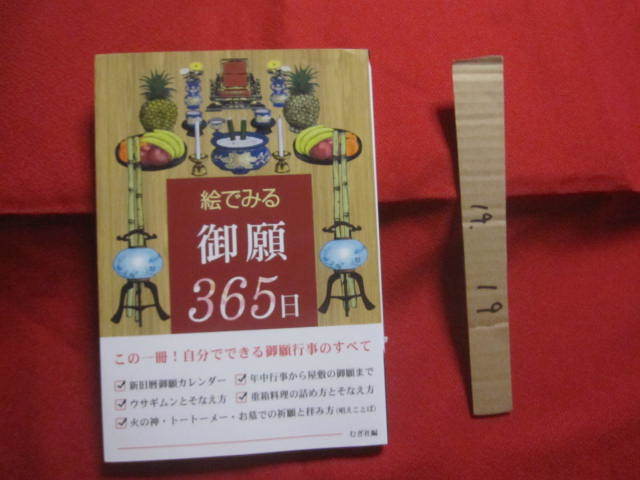 絵でみる
御願
365日
この一冊!自分でできる御願行事のすべて
新旧暦御願カレンダー
年中行事から屋敷の御願まで
ウサギムンとそなえ方
重箱料理の詰め方とそなえ方
火の神・トートーメー・お墓での祈願と拝み方(唱えことば)
むぎ社編
19.
19